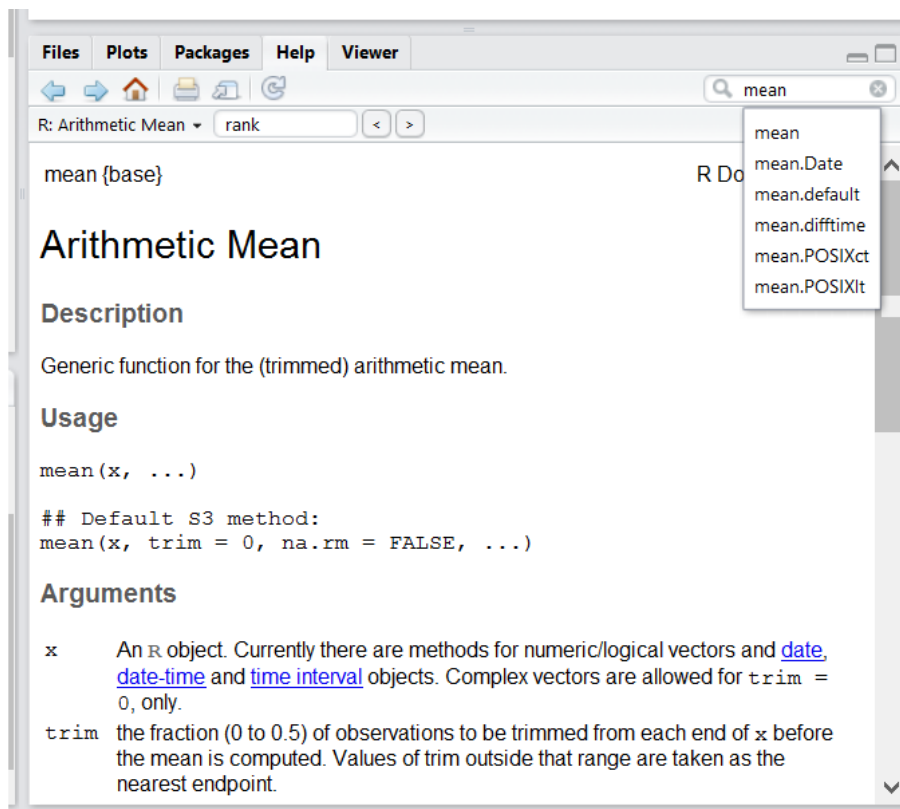 Files Plots Packages Help Viewer
mean
R: Arithmetic Mean rank < >
mean
mean.Date
mean.default
mean.difftime
mean.POSIXct
mean.POSIXlt
mean {base} R Do
Arithmetic Mean
Description
Generic function for the (trimmed) arithmetic mean.
Usage
mean(x, ...)
## Default S3 method:
mean(x, trim = 0, na.rm = FALSE, ...)
Arguments
x An R object. Currently there are methods for numeric/logical vectors and date,
date-time and time interval objects. Complex vectors are allowed for trim =
0, only.
trim the fraction (0 to 0.5) of observations to be trimmed from each end of x before
the mean is computed. Values of trim outside that range are taken as the
nearest endpoint.